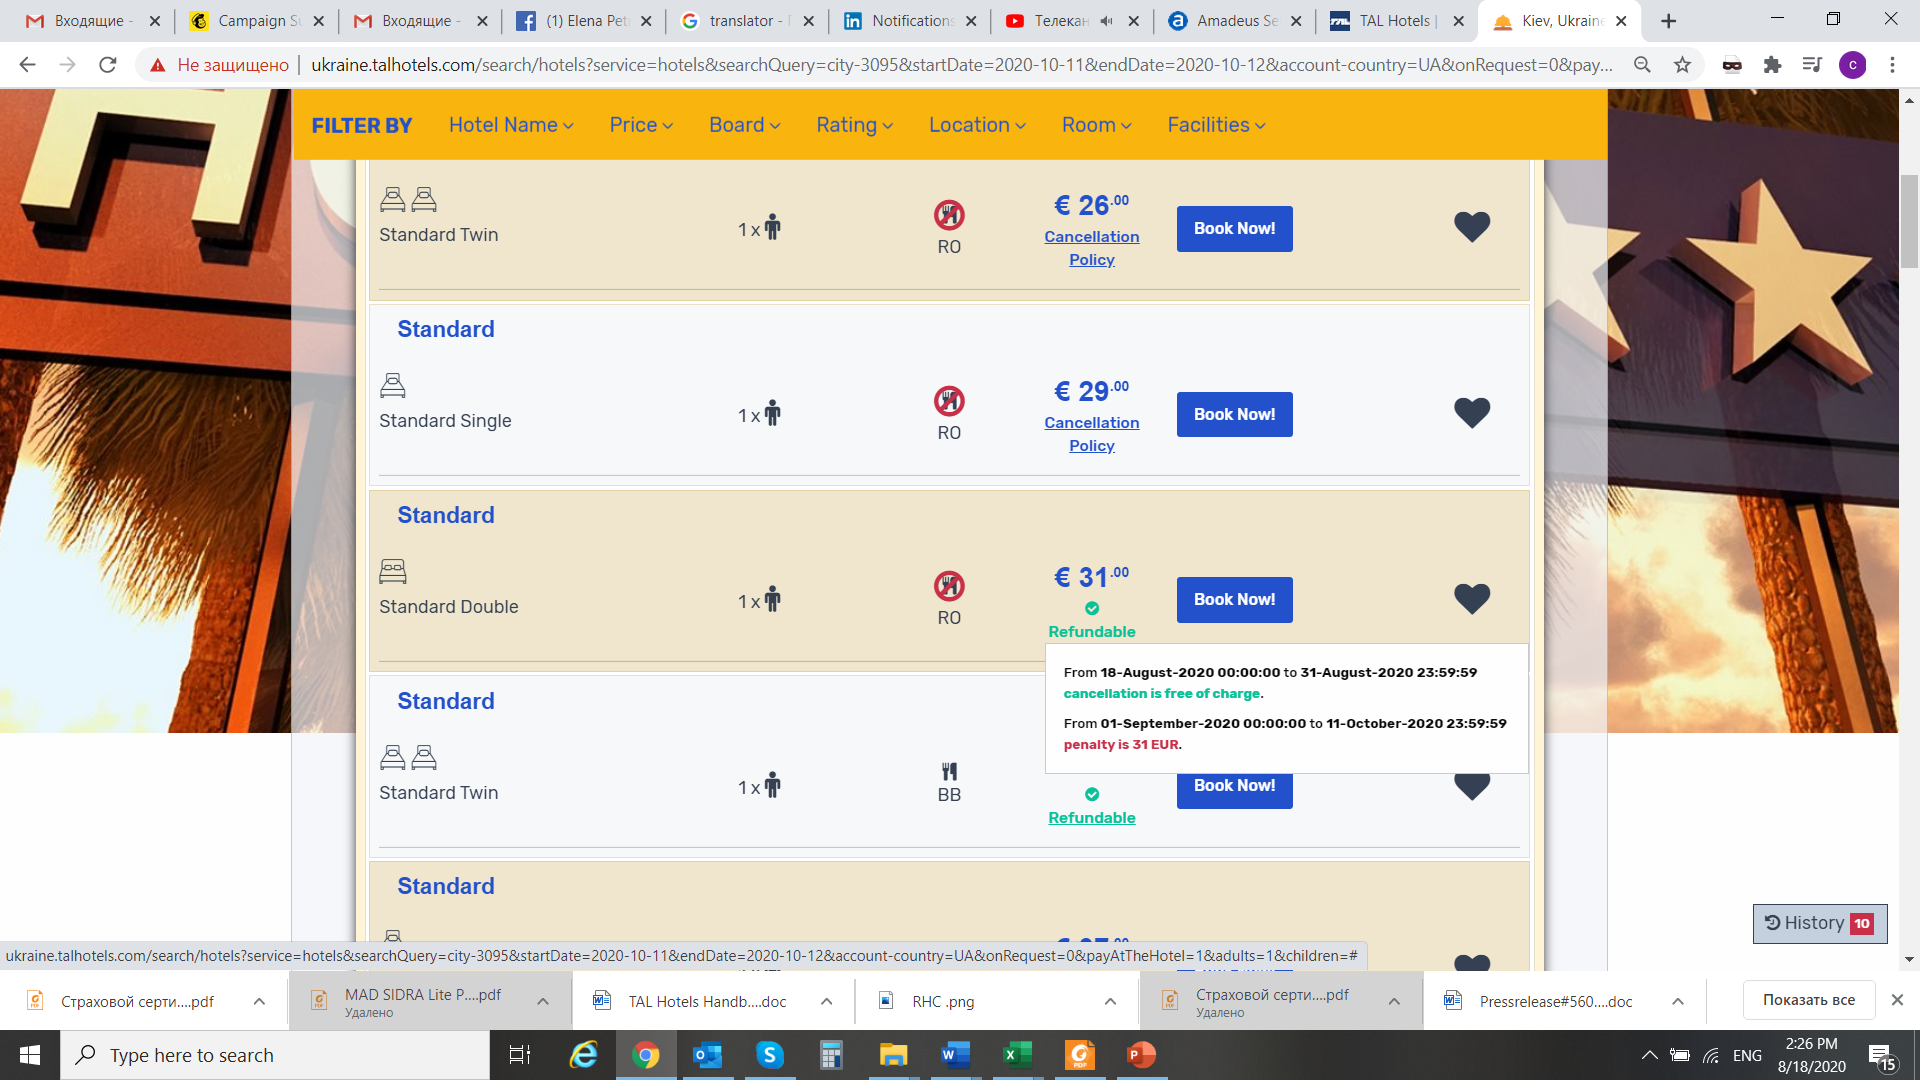 Входящие -
Campaign Su
Входящие -
(1) Elena Pet
translator -
Notifications
Телекан
Amadeus Se
TAL Hotels |
Kiev, Ukraine
Не защищено
ukraine.talhotels.com/search/hotels?service=hotels&searchQuery=city-3095&startDate=2020-10-11&endDate=2020-10-12&account-country=UA&onRequest=0&pay...
c
FILTER BY
Hotel Name
Price
Board
Rating
Location
Room
Facilities
Standard Twin
1 x
RO
€ 26.00
Cancellation
Policy
Book Now!
Standard
Standard Single
1 x
RO
€ 29.00
Cancellation
Policy
Book Now!
Standard
Standard Double
1 x
RO
€ 31.00
Refundable
Book Now!
From 18-August-2020 00:00:00 to 31-August-2020 23:59:59
cancellation is free of charge.
From 01-September-2020 00:00:00 to 11-October-2020 23:59:59
penalty is 31 EUR.
Standard
Standard Twin
1 x
BB
Refundable
Book Now!
Standard
History 10
ukraine.talhotels.com/search/hotels?service=hotels&searchQuery=city-3095&startDate=2020-10-11&endDate=2020-10-12&account-country=UA&onRequest=0&payAtTheHotel=1&adults=1&children=#
Страховой серти....pdf
MAD SIDRA Lite P....pdf
Удалено
TAL Hotels Handb....doc
RHC .png
Страховой серти....pdf
Удалено
Pressrelease#560....doc
Показать все
Type here to search
ENG
2:26 PM
8/18/2020
15